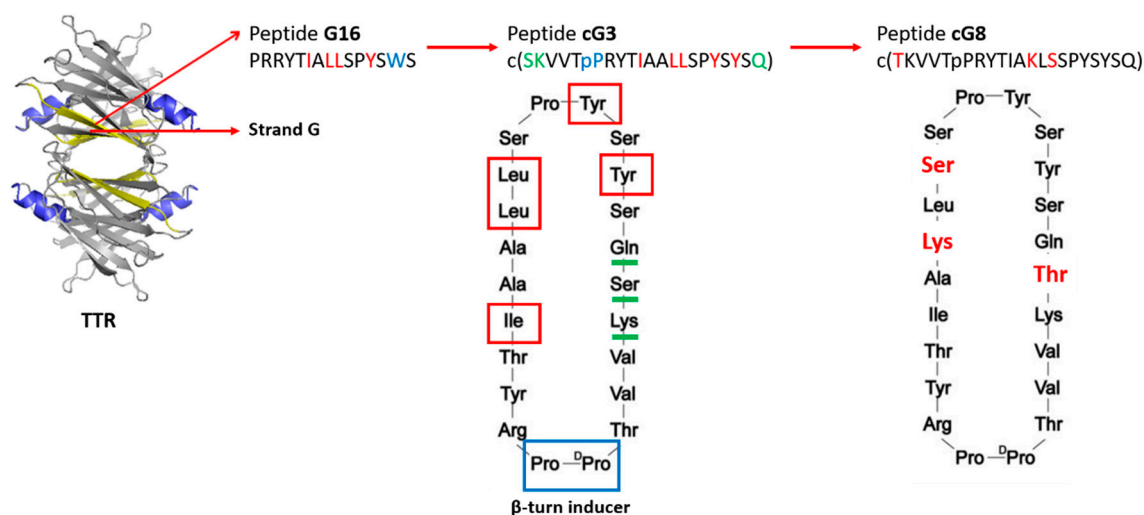 Peptide G16
PRRYTIALLSPYSWS
Peptide cG3
c(SKVVTpPRYTIAALLSPYSYSQ)
Peptide cG8
c(TKVVTpPRYTIAKLSSPYSYSQ)
Strand G
TTR
Pro Tyr
Ser Ser
Leu Tyr
Leu Ser
Ala Gln
Ala Ser
Ile Lys
Thr Val
Tyr Val
Arg Thr
Pro DPro
β-turn inducer
Pro Tyr
Ser Ser
Ser Tyr
Leu Ser
Lys Gln
Ala Thr
Ile Lys
Thr Val
Tyr Val
Arg Thr
Pro DPro